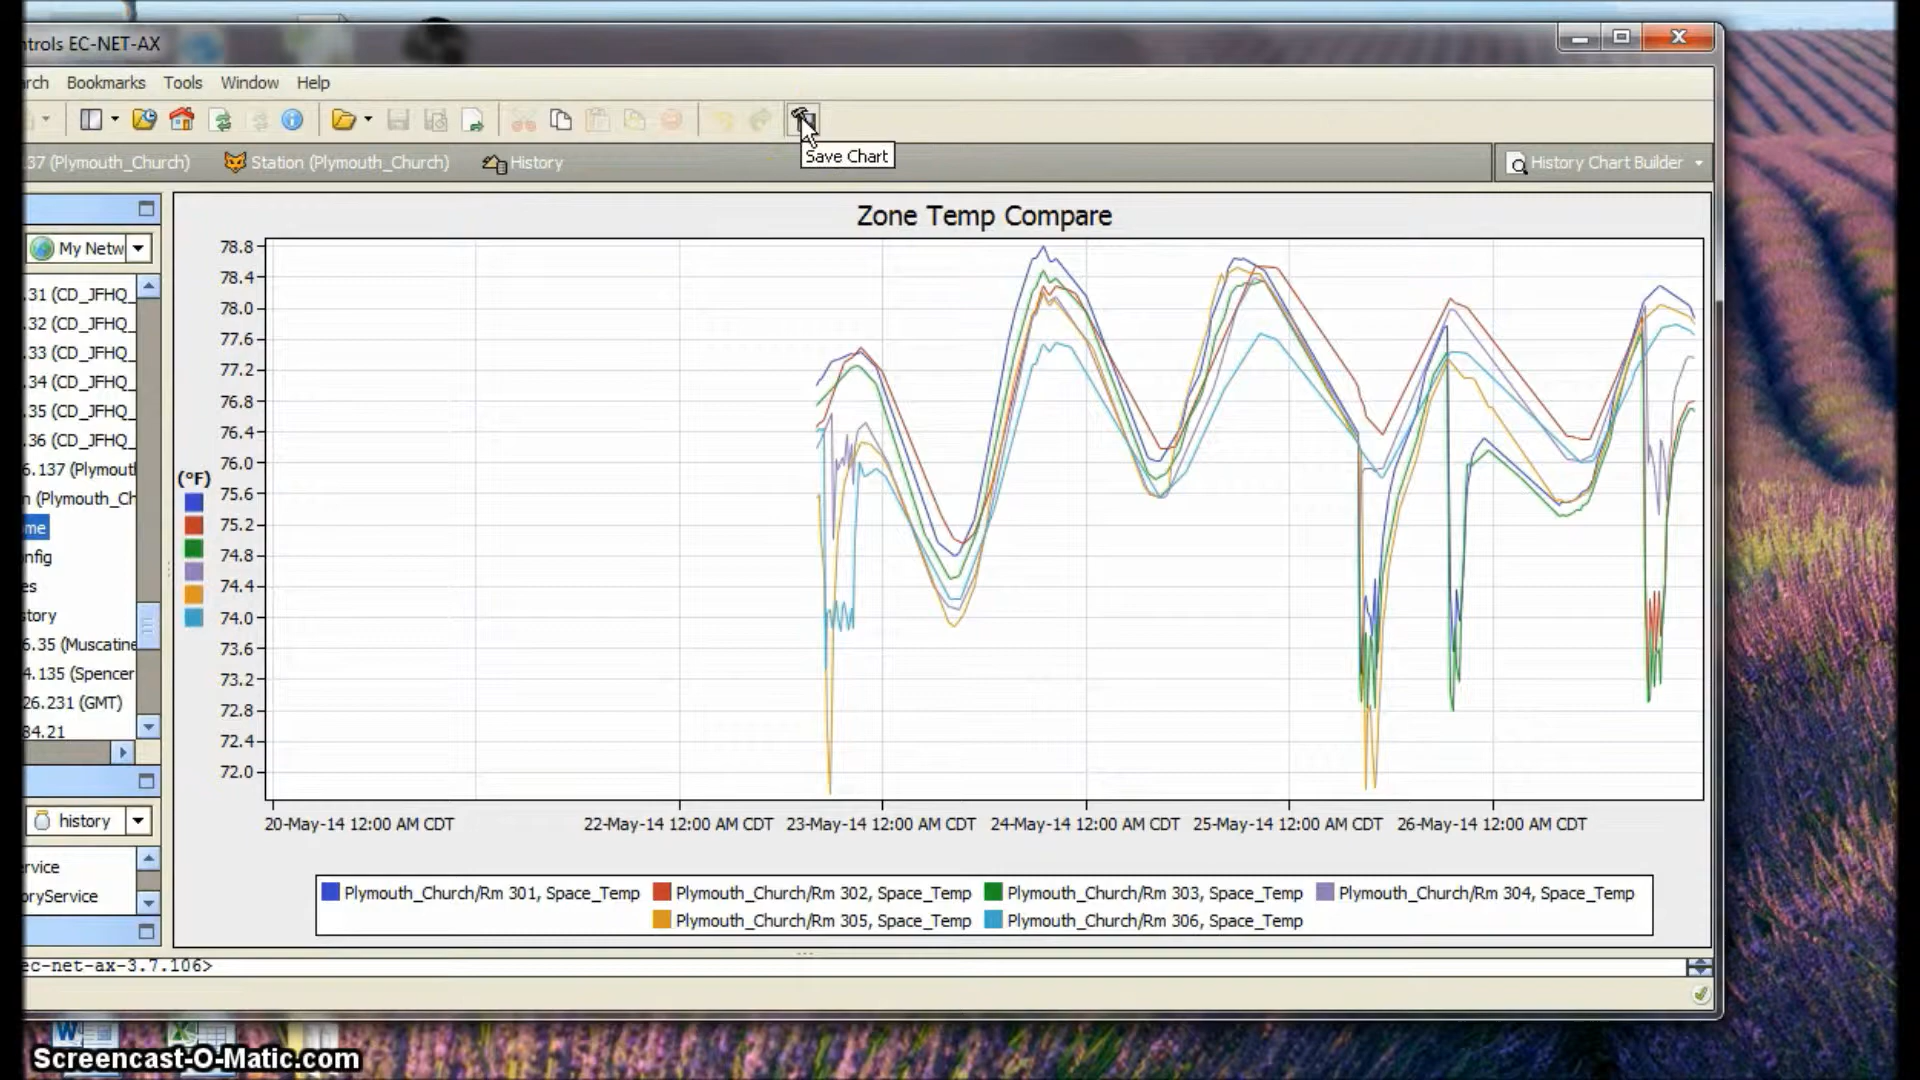 ntrols EC-NET-AX
arch Bookmarks Tools Window Help
Save Chart
37 (Plymouth_Church) Station (Plymouth_Church) History History Chart Builder
Zone Temp Compare
My Netw
.31 (CD_JFHQ_
.32 (CD_JFHQ_
.33 (CD_JFHQ_
.34 (CD_JFHQ_
.35 (CD_JFHQ_
.36 (CD_JFHQ_
6.137 (Plymout
n (Plymouth_Ch
me
nfig
es
story
6.35 (Muscatine
4.135 (Spencer
26.231 (GMT)
84.21
history
rvice
oryService
(°F)
78.8
78.4
78.0
77.6
77.2
76.8
76.4
76.0
75.6
75.2
74.8
74.4
74.0
73.6
73.2
72.8
72.4
72.0
20-May-14 12:00 AM CDT 22-May-14 12:00 AM CDT 23-May-14 12:00 AM CDT 24-May-14 12:00 AM CDT 25-May-14 12:00 AM CDT 26-May-14 12:00 AM CDT
Plymouth_Church/Rm 301, Space_Temp Plymouth_Church/Rm 302, Space_Temp Plymouth_Church/Rm 303, Space_Temp Plymouth_Church/Rm 304, Space_Temp
Plymouth_Church/Rm 305, Space_Temp Plymouth_Church/Rm 306, Space_Temp
ec-net-ax-3.7.106>
Screencast-O-Matic.com